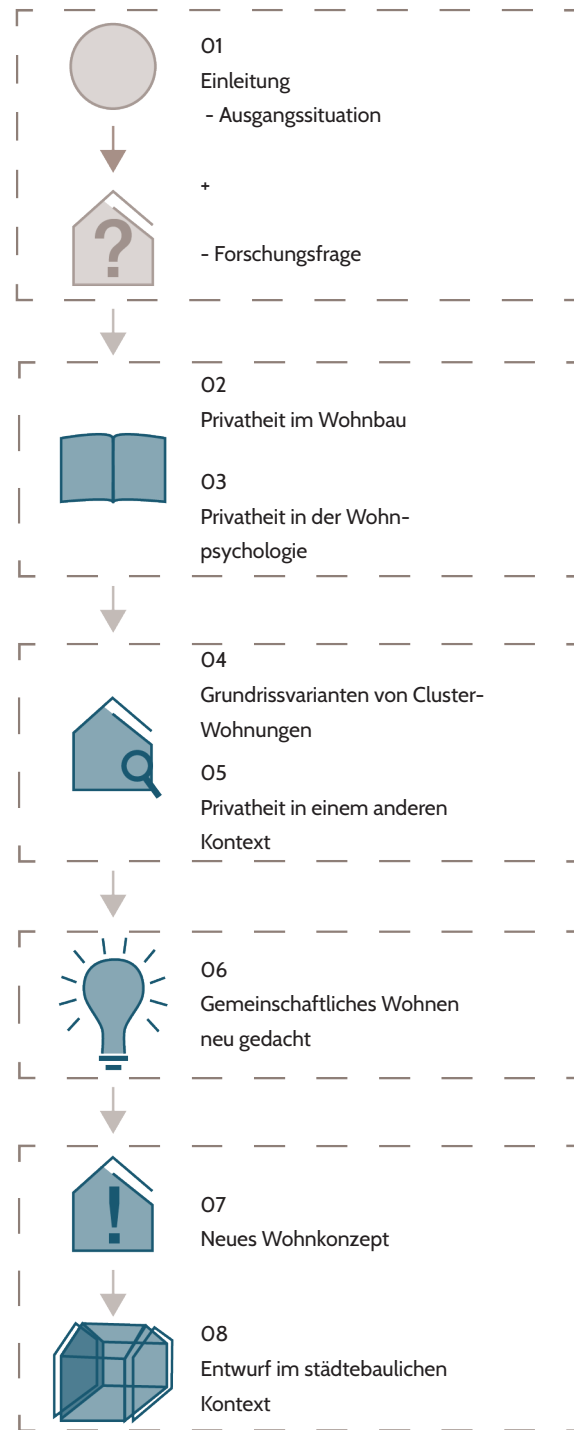 01
Einleitung
- Ausgangssituation
+
?
- Forschungsfrage
02
Privatheit im Wohnbau
03
Privatheit in der Wohn-
psychologie
04
Grundrissvarianten von Cluster-
Wohnungen
05
Privatheit in einem anderen
Kontext
06
Gemeinschaftliches Wohnen
neu gedacht
!
07
Neues Wohnkonzept
08
Entwurf im städtebaulichen
Kontext